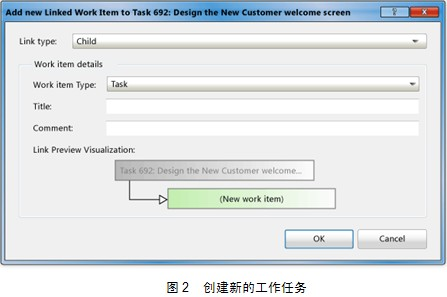 Add new Linked Work Item to Task 692: Design the New Customer welcome screen
Link type: Child
Work item details
Work item Type: Task
Title:
Comment:
Link Preview Visualization:
Task 692: Design the New Customer welcome...
(New work item)
OK Cancel
图 2 创建新的工作任务